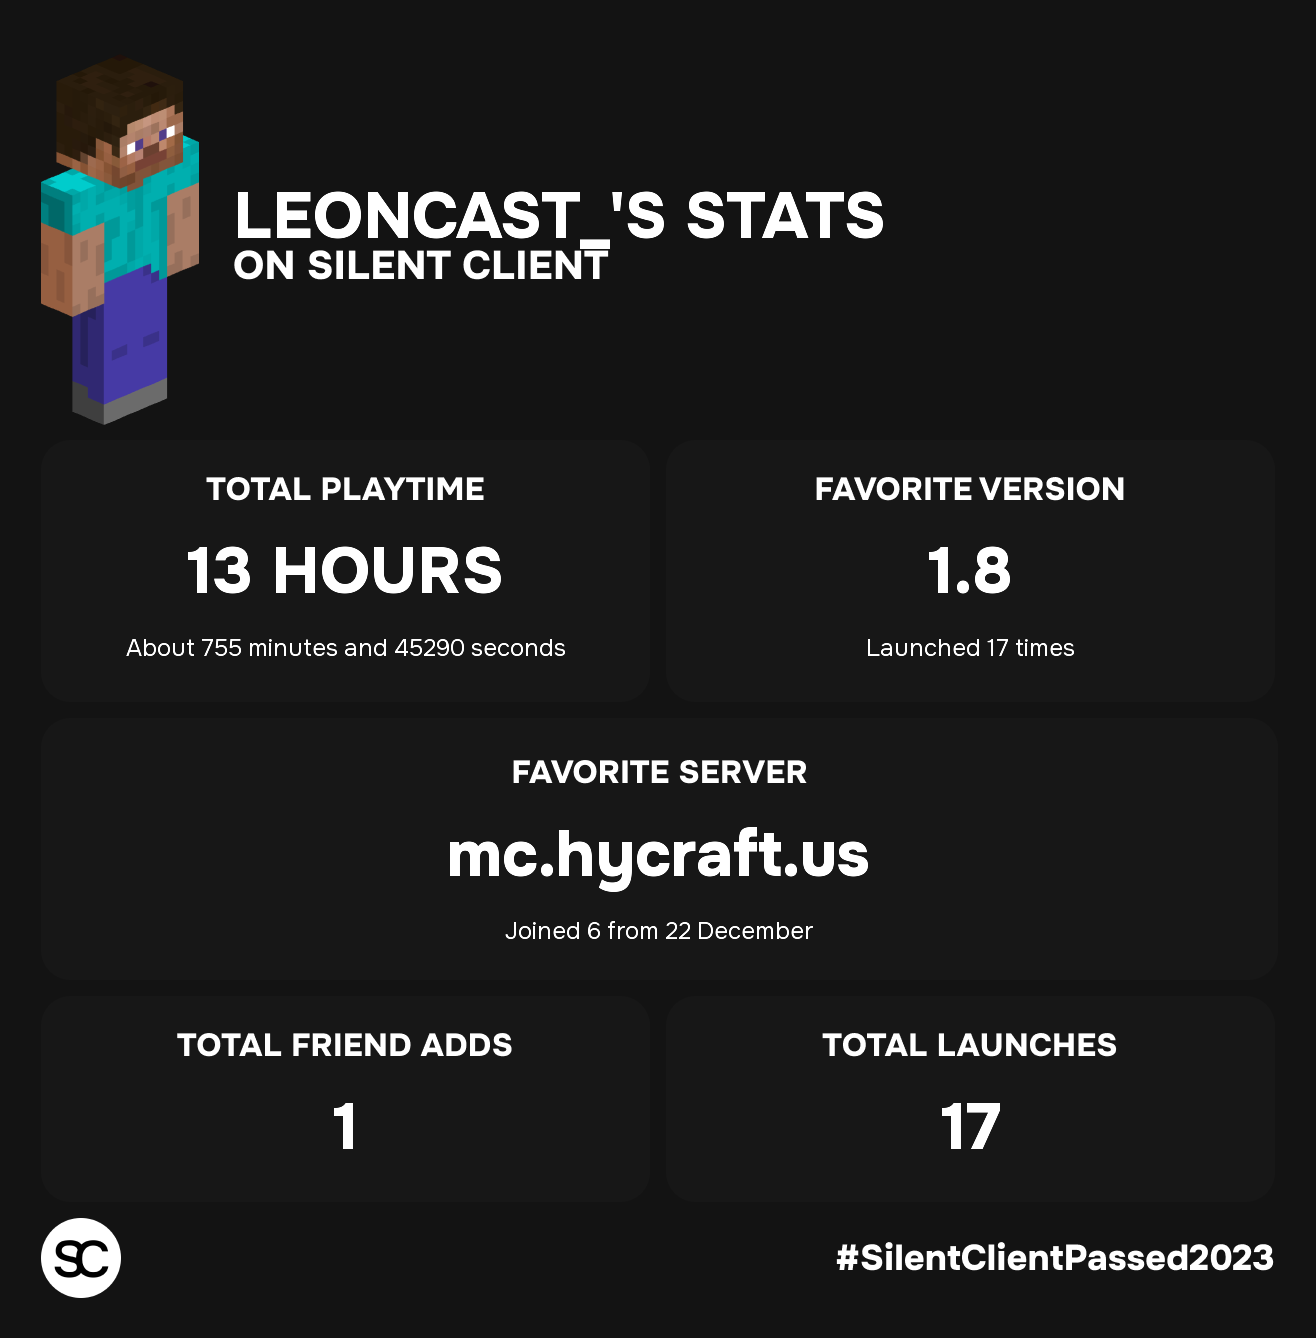 LEONCAST_'S STATS
ON SILENT CLIENT
TOTAL PLAYTIME
13 HOURS
About 755 minutes and 45290 seconds
FAVORITE VERSION
1.8
Launched 17 times
FAVORITE SERVER
mc.hycraft.us
Joined 6 from 22 December
TOTAL FRIEND ADDS
1
TOTAL LAUNCHES
17
SC
#SilentClientPassed2023